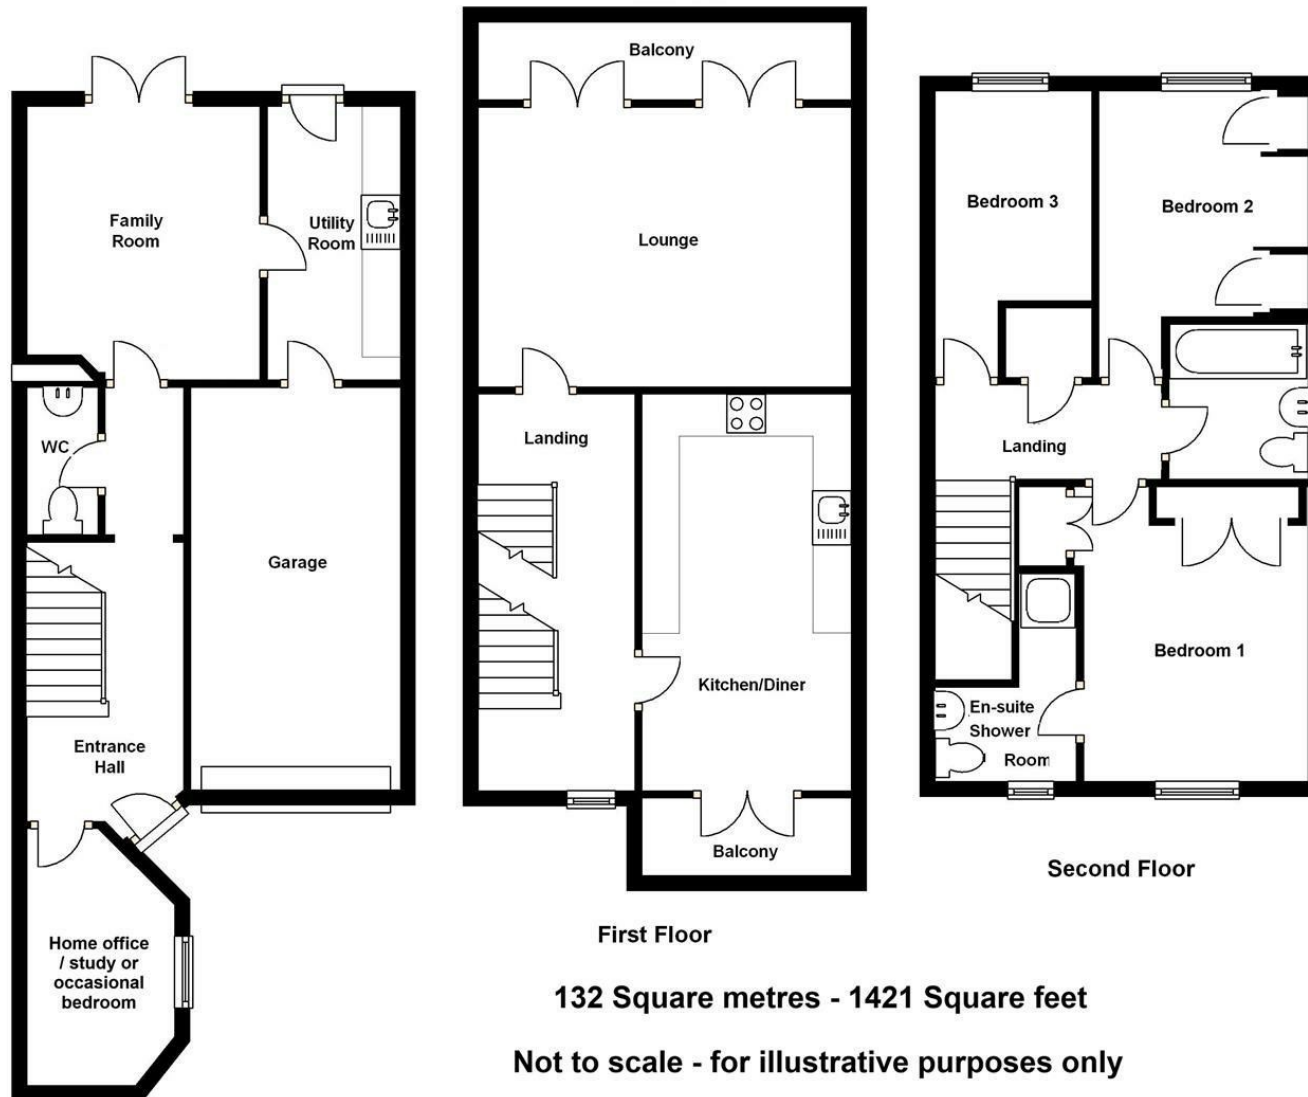 Family
Room
Utility
Room
WC
Garage
Entrance
Hall
Home office
/ study or
occasional
bedroom
Balcony
Lounge
Landing
Kitchen/Diner
Balcony
First Floor
Bedroom 3
Bedroom 2
Landing
Bedroom 1
En-suite
Shower
Room
Second Floor
132 Square metres - 1421 Square feet
Not to scale - for illustrative purposes only